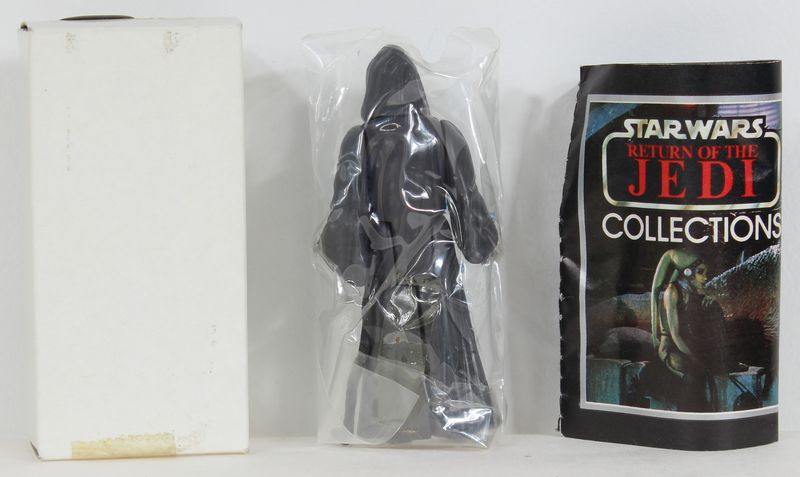 STAR WARS
RETURN OF THE
JEDI
COLLECTIONS